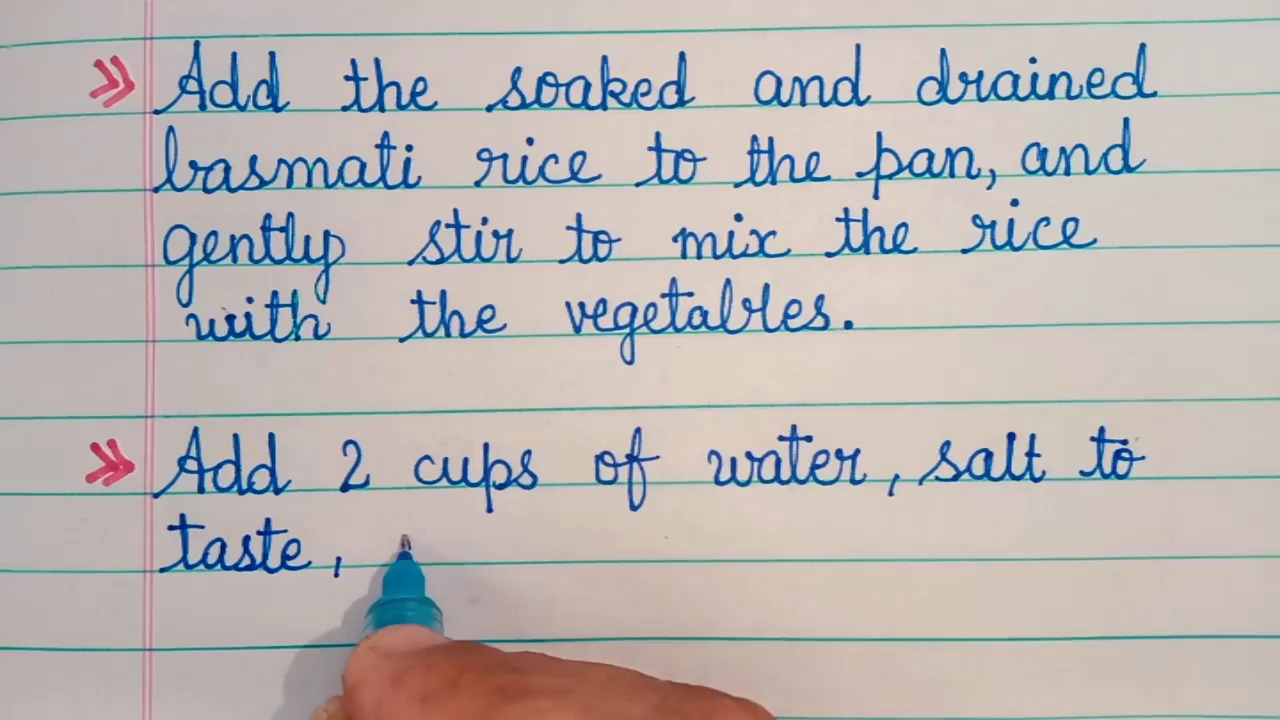 » Add the soaked and drained
basmati rice to the pan, and
gently stir to mix the rice
with the vegetables.
» Add 2 cups of water, salt to
taste,